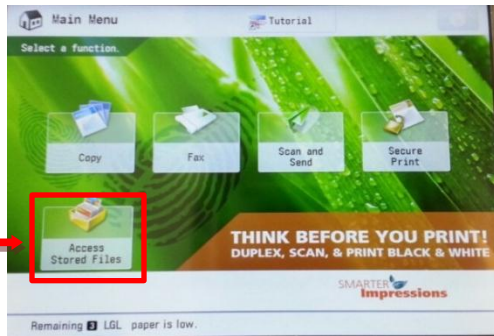 Main Menu
Tutorial
Select a function.
Copy
Fax
Scan and
Send
Secure
Print
Access
Stored Files
THINK BEFORE YOU PRINT!
DUPLEX, SCAN, & PRINT BLACK & WHITE
SMARTER
Impressions
Remaining 3 LGL paper is low.